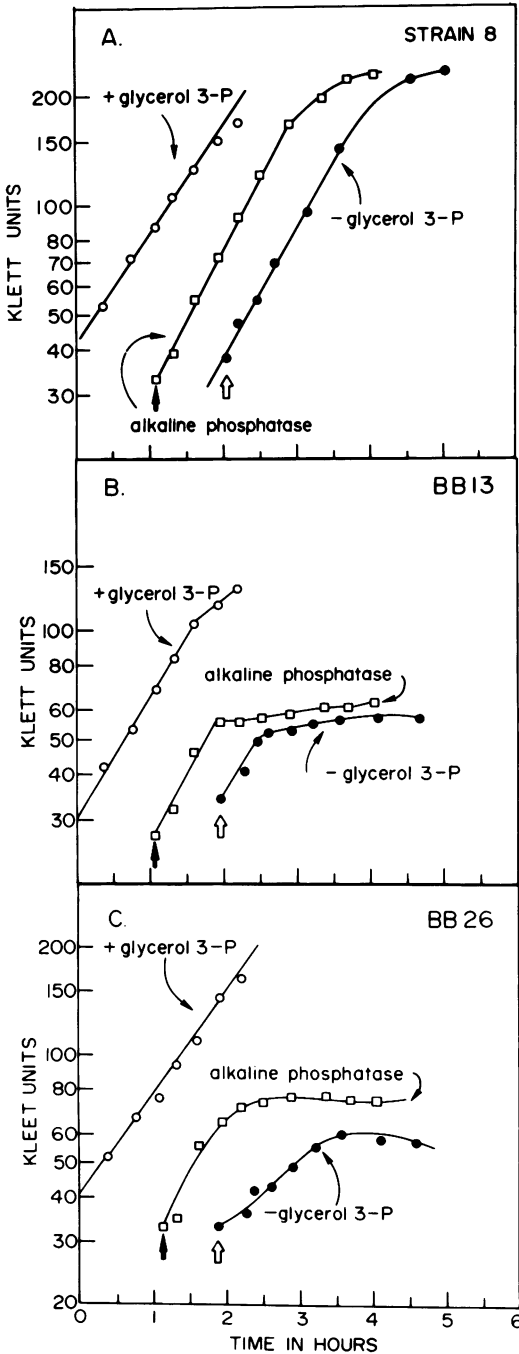 A.
STRAIN 8
+ glycerol 3-P
200
150
100
80
70
60
50
40
30
KLETT UNITS
- glycerol 3-P
alkaline phosphatase
B.
BB13
150
100
80
60
50
40
30
KLETT UNITS
+ glycerol 3-P
alkaline phosphatase
- glycerol 3-P
C.
BB 26
+ glycerol 3-P
200
150
100
80
60
50
40
30
20
KLEET UNITS
alkaline phosphatase
-glycerol 3-P
0 1 2 3 4 5 6
TIME IN HOURS